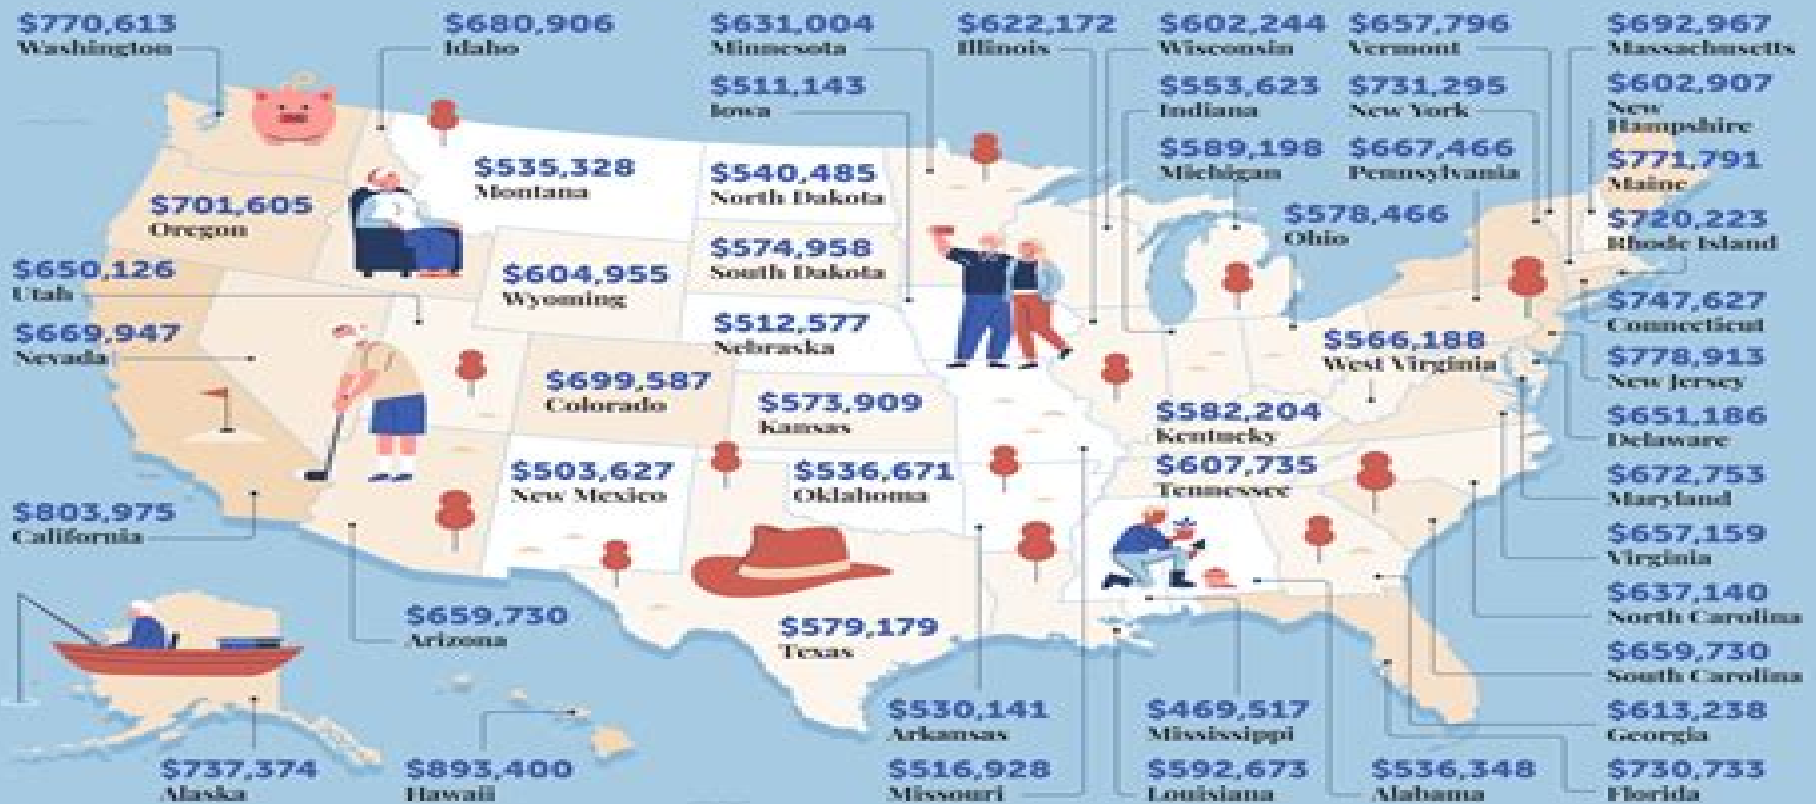 $770,613
Washington
$680,906
Idaho
$631,004
Minnesota
$622,172
Illinois
$602,244
Wisconsin
$657,796
Vermont
$692,967
Massachusetts
$511,143
Iowa
$553,623
Indiana
$731,295
New York
$602,907
New
Hampshire
$589,198
Michigan
$667,466
Pennsylvania
$771,791
Maine
$535,328
Montana
$540,485
North Dakota
$701,605
Oregon
$578,466
Ohio
$720,223
Rhode Island
$574,958
South Dakota
$650,126
Utah
$604,955
Wyoming
$747,627
Connecticut
$669,947
Nevada
$512,577
Nebraska
$566,188
West Virginia
$778,913
New Jersey
$699,587
Colorado
$573,909
Kansas
$582,204
Kentucky
$651,186
Delaware
$503,627
New Mexico
$536,671
Oklahoma
$607,735
Tennessee
$672,753
Maryland
$803,975
California
$657,159
Virginia
$659,730
Arizona
$579,179
Texas
$637,140
North Carolina
$659,730
South Carolina
$530,141
Arkansas
$469,517
Mississippi
$613,238
Georgia
$737,374
Alaska
$893,400
Hawaii
$516,928
Missouri
$592,673
Louisiana
$536,348
Alabama
$730,733
Florida